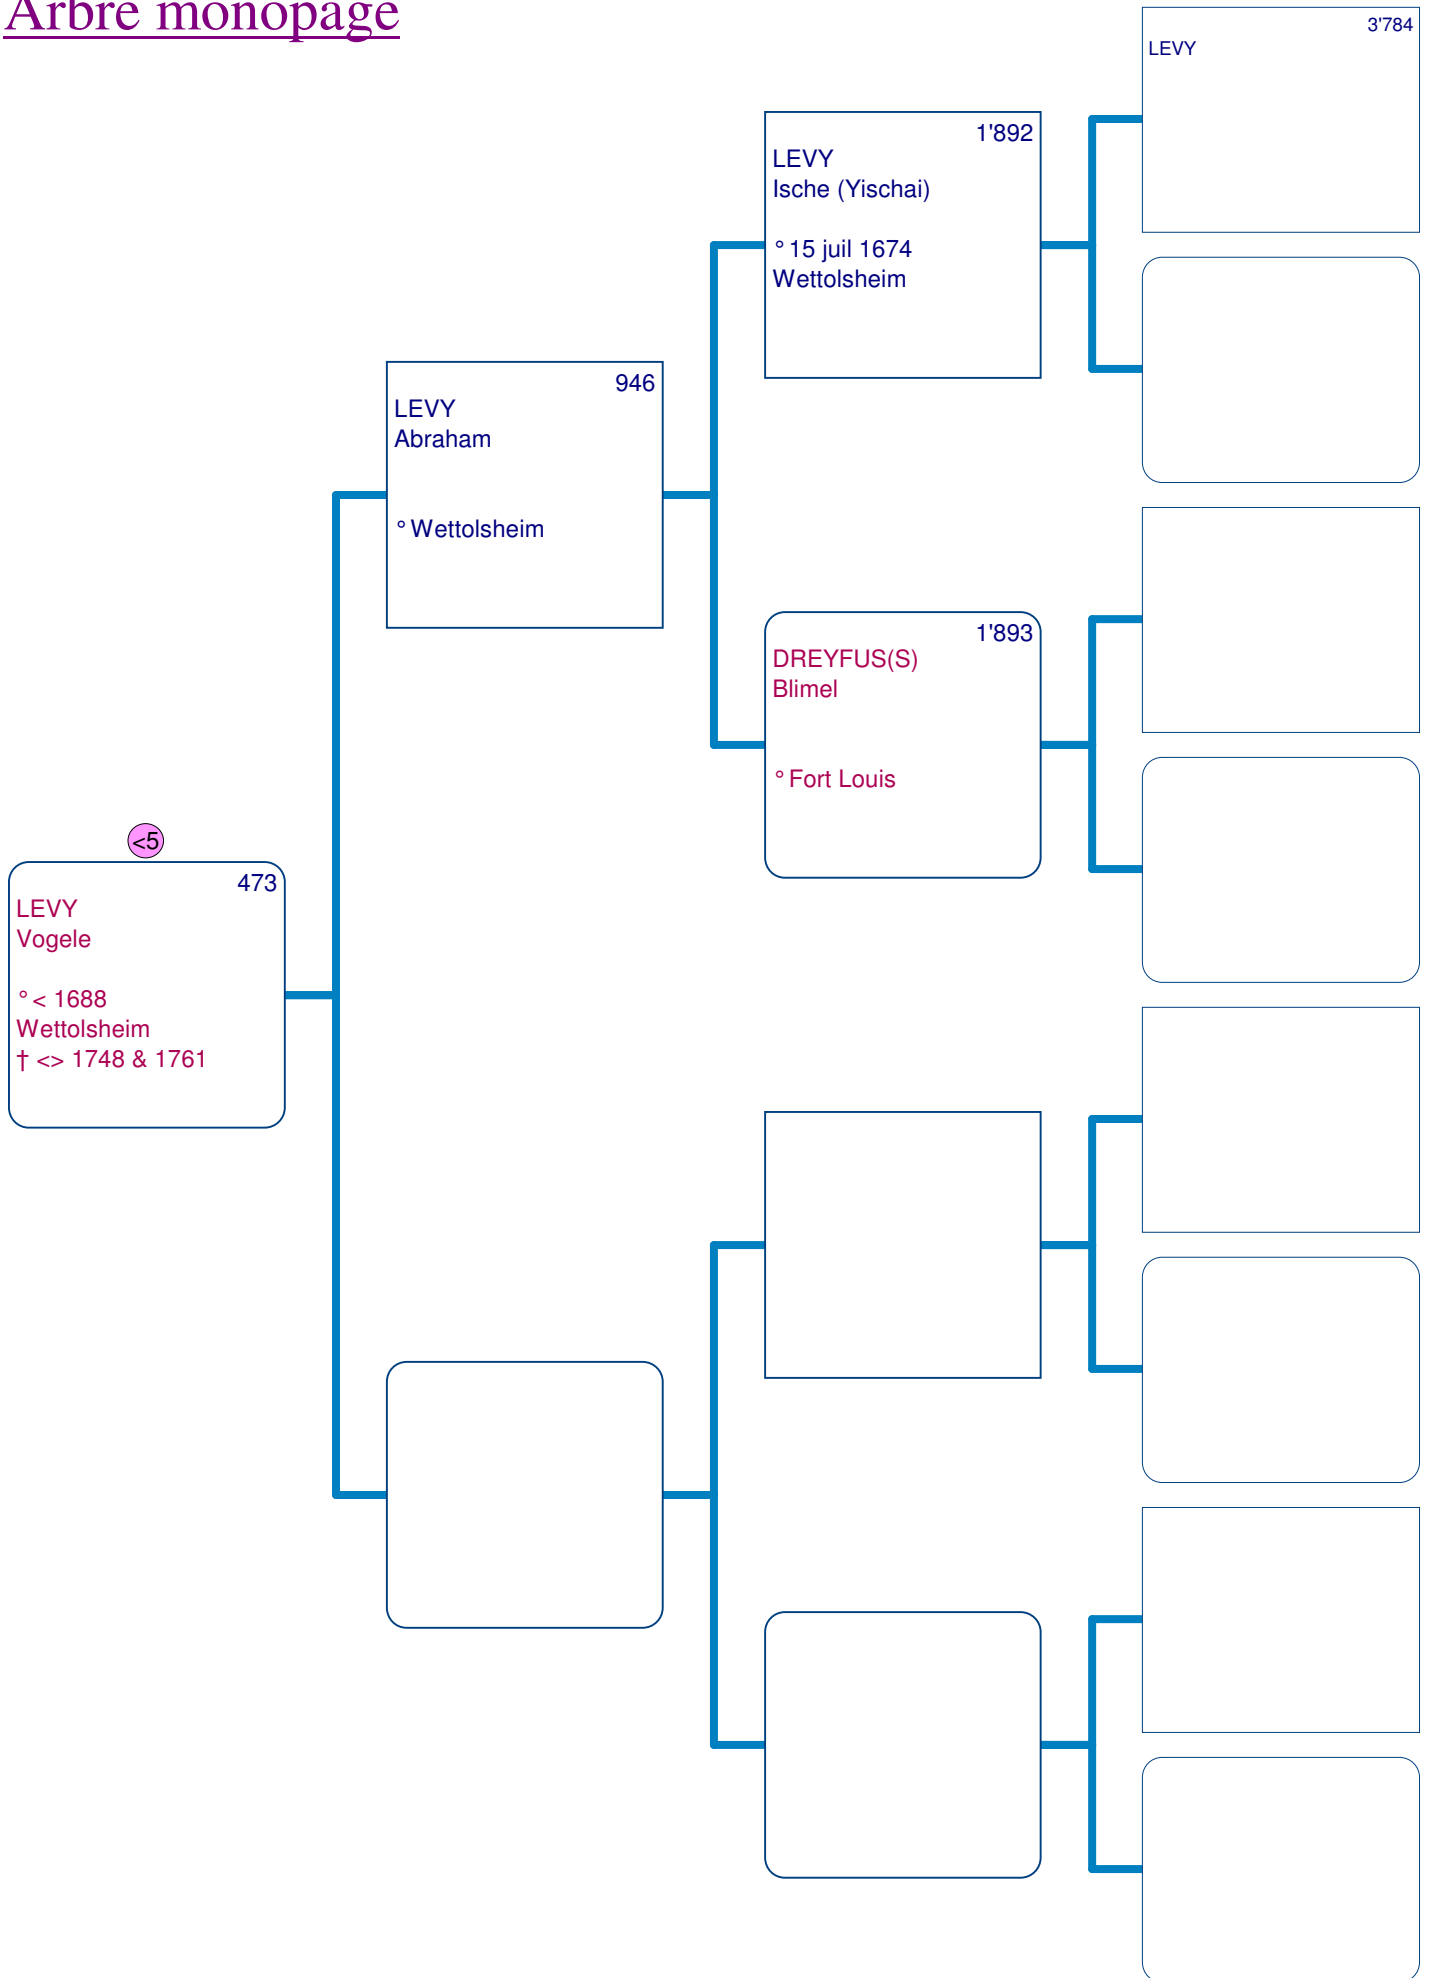 Arbre monopage
3'784
LEVY
1'892
LEVY
Ische (Yischai)
° 15 juil 1674
Wettolsheim
946
LEVY
Abraham
° Wettolsheim
1'893
DREYFUS(S)
Blimel
° Fort Louis
<5
473
LEVY
Vogele
° < 1688
Wettolsheim
† <> 1748 & 1761